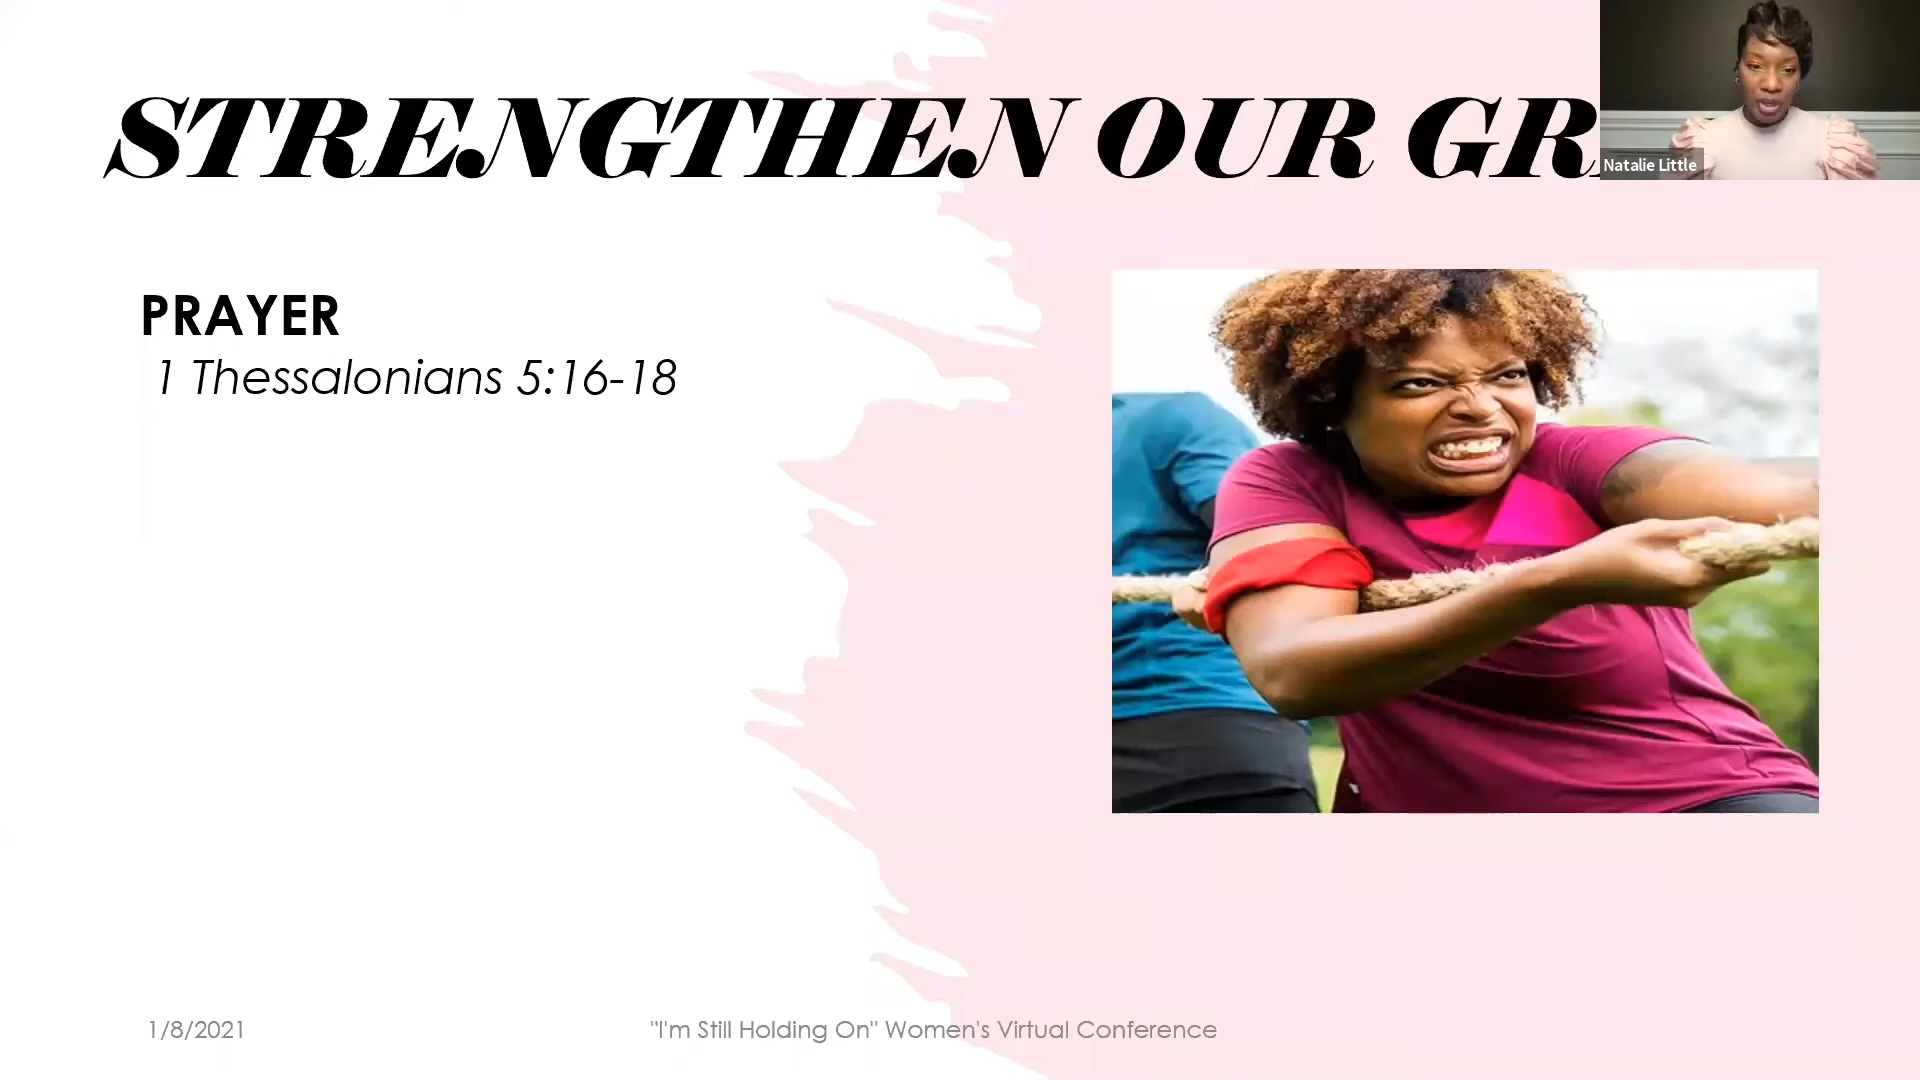 STRENGTHEN OUR GR
Natalie Little
PRAYER
1 Thessalonians 5:16-18
1/8/2021
"I'm Still Holding On" Women's Virtual Conference